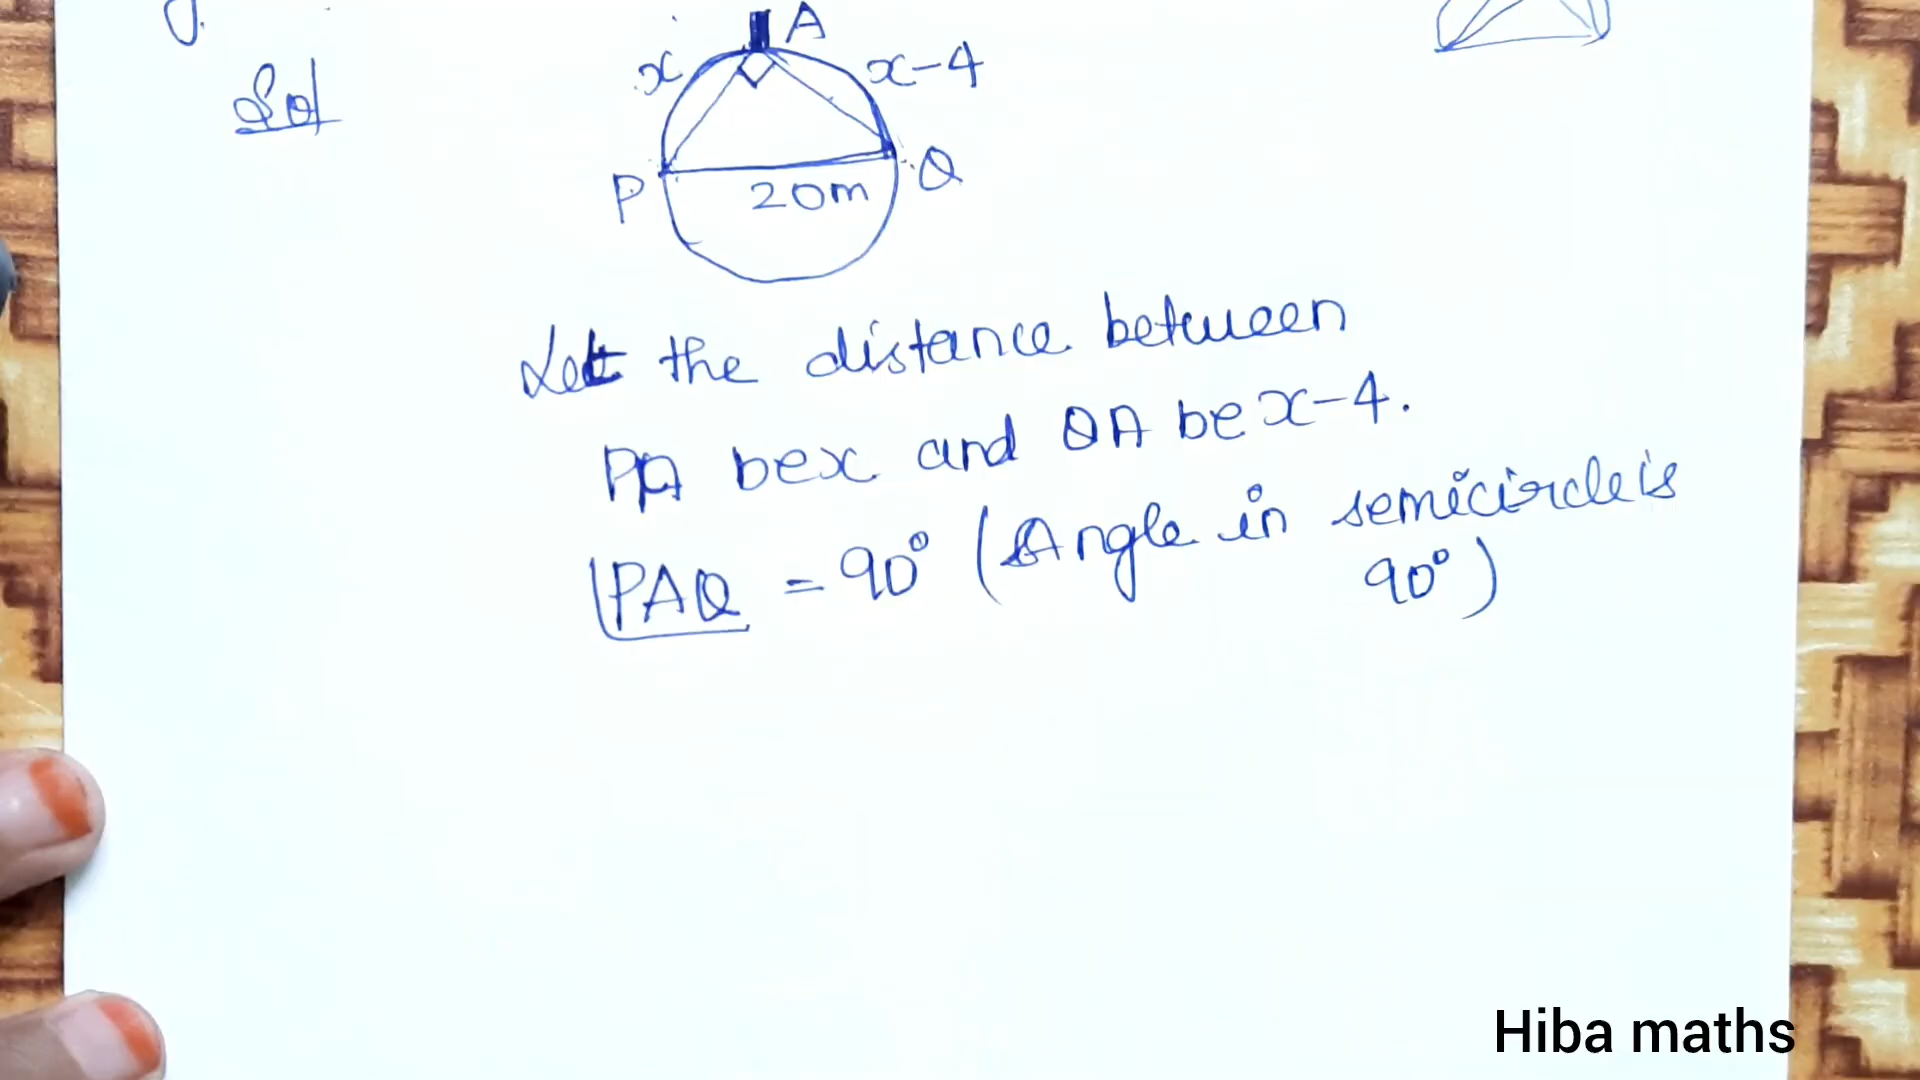 Sol
A
x
x-4
P
Q
20m
Let the distance between
PA be x and QA be x-4.
∠PAQ = 90° (Angle in semicircle is
90°)
Hiba maths